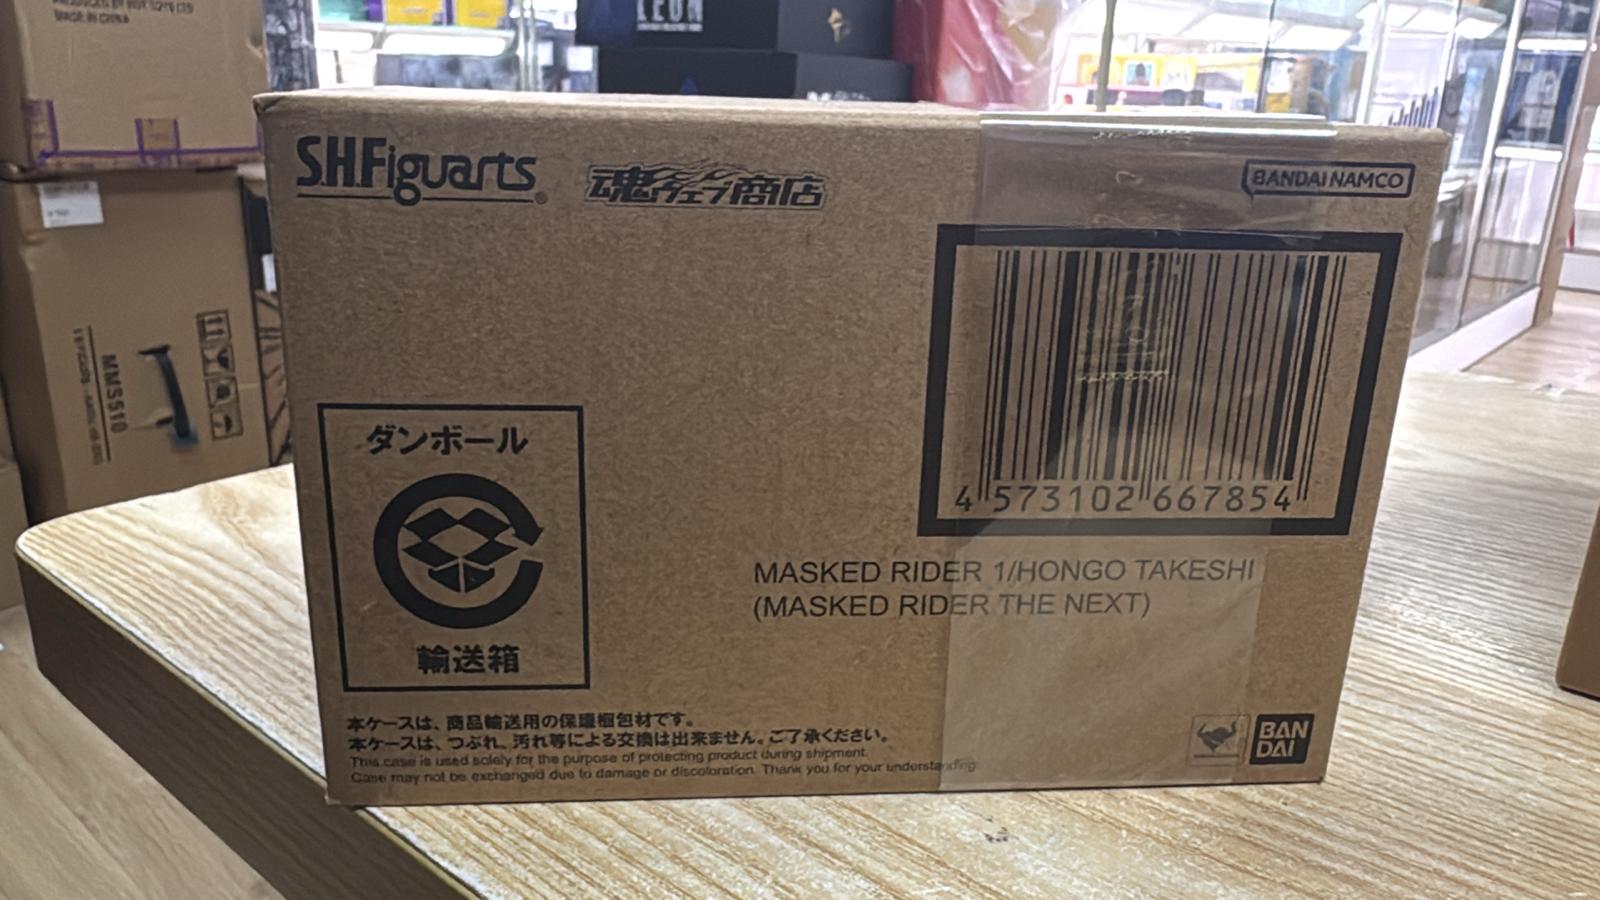 MADE IN CHINA
LEON
S.H.Figuarts®
魂ウェブ商店
BANDAI NAMCO
4 573102 667854
MMS510
ダンボール
輸送箱
MASKED RIDER 1/HONGO TAKESHI
(MASKED RIDER THE NEXT)
本ケースは、商品輸送用の保護梱包材です。
本ケースは、つぶれ、汚れ等による交換は出来ません。ご了承ください。
This case is used solely for the purpose of protecting product during shipment.
Case may not be exchanged due to damage or discoloration. Thank you for your understanding.
BAN
DAI